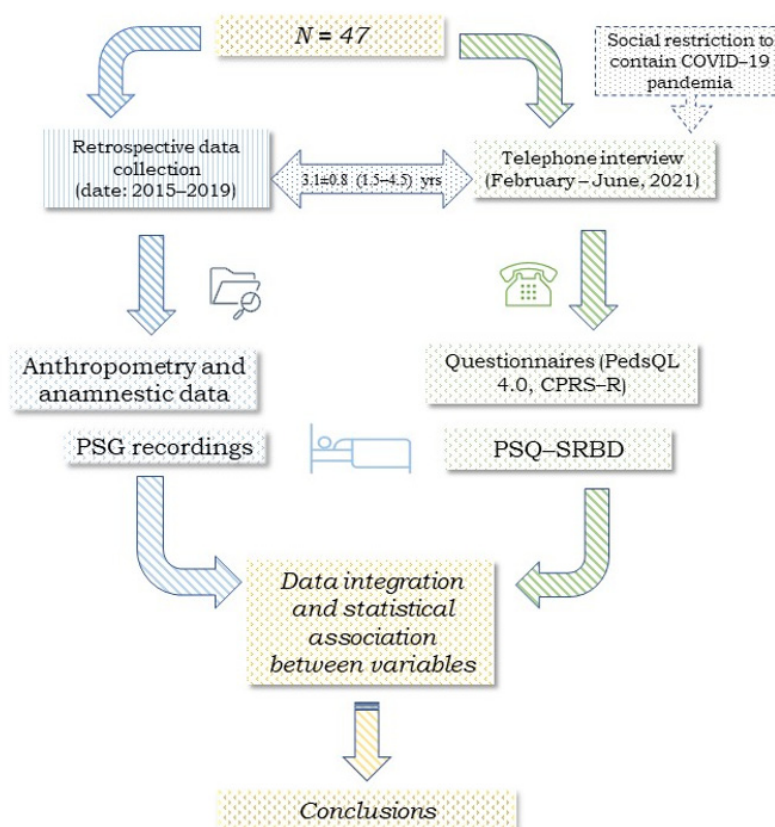 N = 47
Social restriction to
contain COVID–19
pandemia
Retrospective data
collection
(date: 2015–2019)
3.1±0.8 (1.5–4.5) yrs
Telephone interview
(February – June, 2021)
Anthropometry and
anamnestic data
Questionnaires (PedsQL
4.0, CPRS–R)
PSG recordings
PSQ–SRBD
Data integration
and statistical
association
between variables
Conclusions